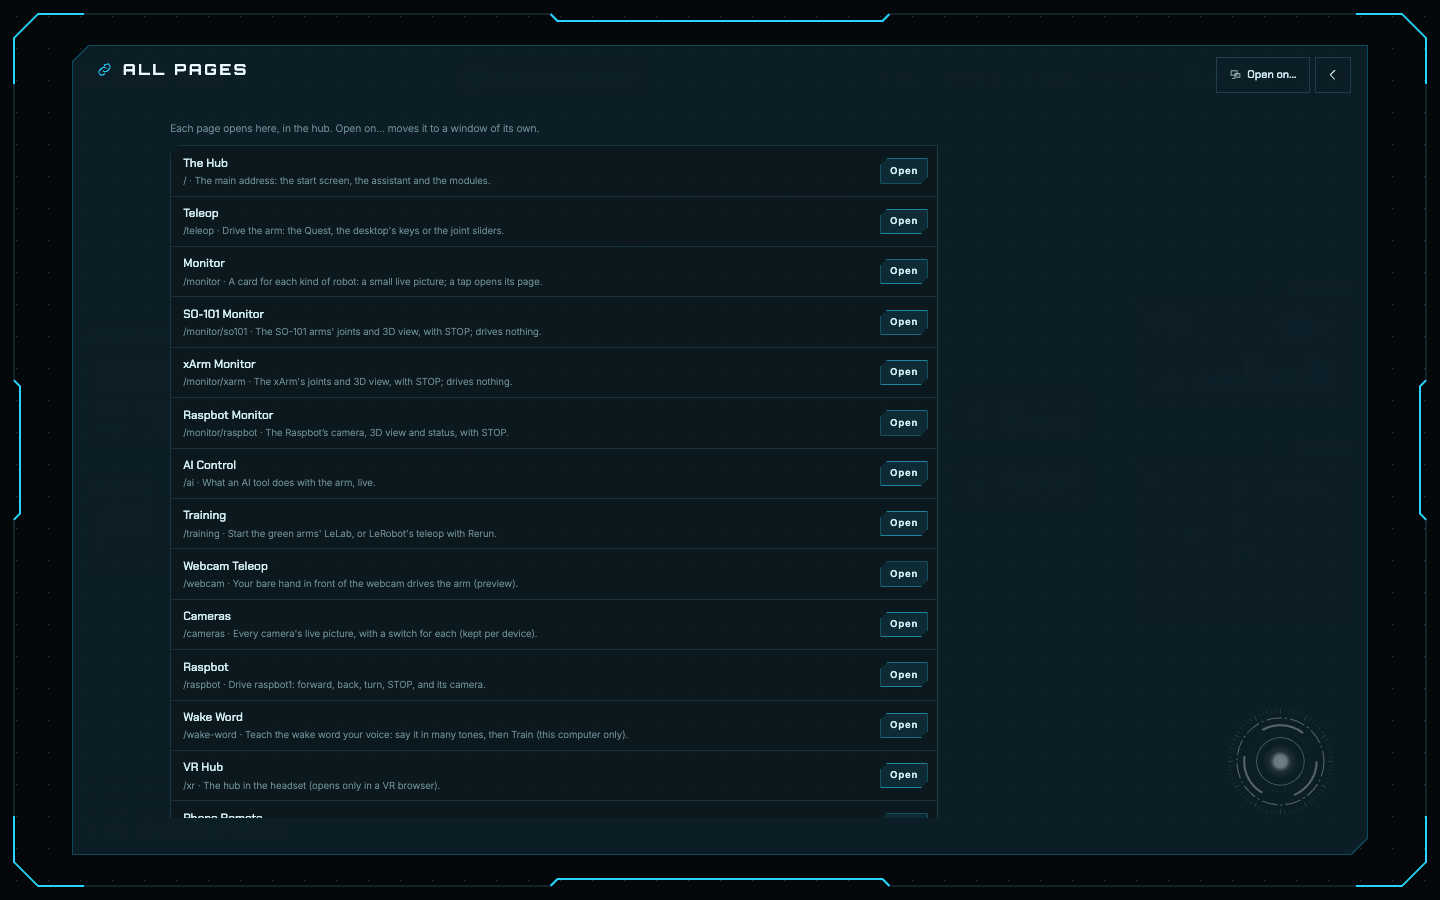 ALL PAGES
Open on...
Each page opens here, in the hub. Open on... moves it to a window of its own.
The Hub
/ · The main address: the start screen, the assistant and the modules.
Open
Teleop
/teleop · Drive the arm: the Quest, the desktop's keys or the joint sliders.
Open
Monitor
/monitor · A card for each kind of robot: a small live picture; a tap opens its page.
Open
SO-101 Monitor
/monitor/so101 · The SO-101 arms' joints and 3D view, with STOP; drives nothing.
Open
xArm Monitor
/monitor/xarm · The xArm's joints and 3D view, with STOP; drives nothing.
Open
Raspbot Monitor
/monitor/raspbot · The Raspbot's camera, 3D view and status, with STOP.
Open
AI Control
/ai · What an AI tool does with the arm, live.
Open
Training
/training · Start the green arms' LeLab, or LeRobot's teleop with Rerun.
Open
Webcam Teleop
/webcam · Your bare hand in front of the webcam drives the arm (preview).
Open
Cameras
/cameras · Every camera's live picture, with a switch for each (kept per device).
Open
Raspbot
/raspbot · Drive raspbot1: forward, back, turn, STOP, and its camera.
Open
Wake Word
/wake-word · Teach the wake word your voice: say it in many tones, then Train (this computer only).
Open
VR Hub
/xr · The hub in the headset (opens only in a VR browser).
Open
Phone Remote